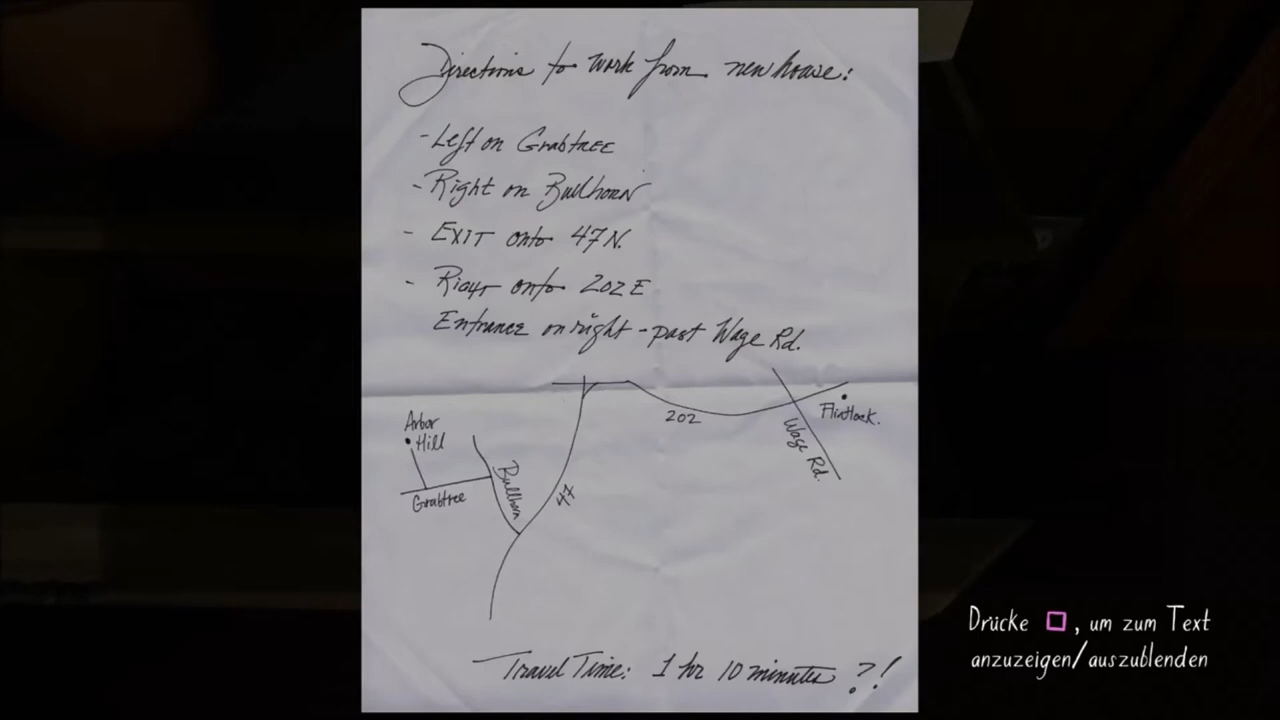 Directions to work from new house:
- Left on Crabtree
- Right on Bullhorn
- EXIT onto 47 N.
- Right onto 202 E
Entrance on right - past Wage Rd.
Arbor
Hill
Crabtree
Bullhorn
47
202
Wage Rd.
Flintlock.
Travel Time: 1 hr 10 minutes ?!
Drücke □, um zum Text
anzuzeigen/auszublenden